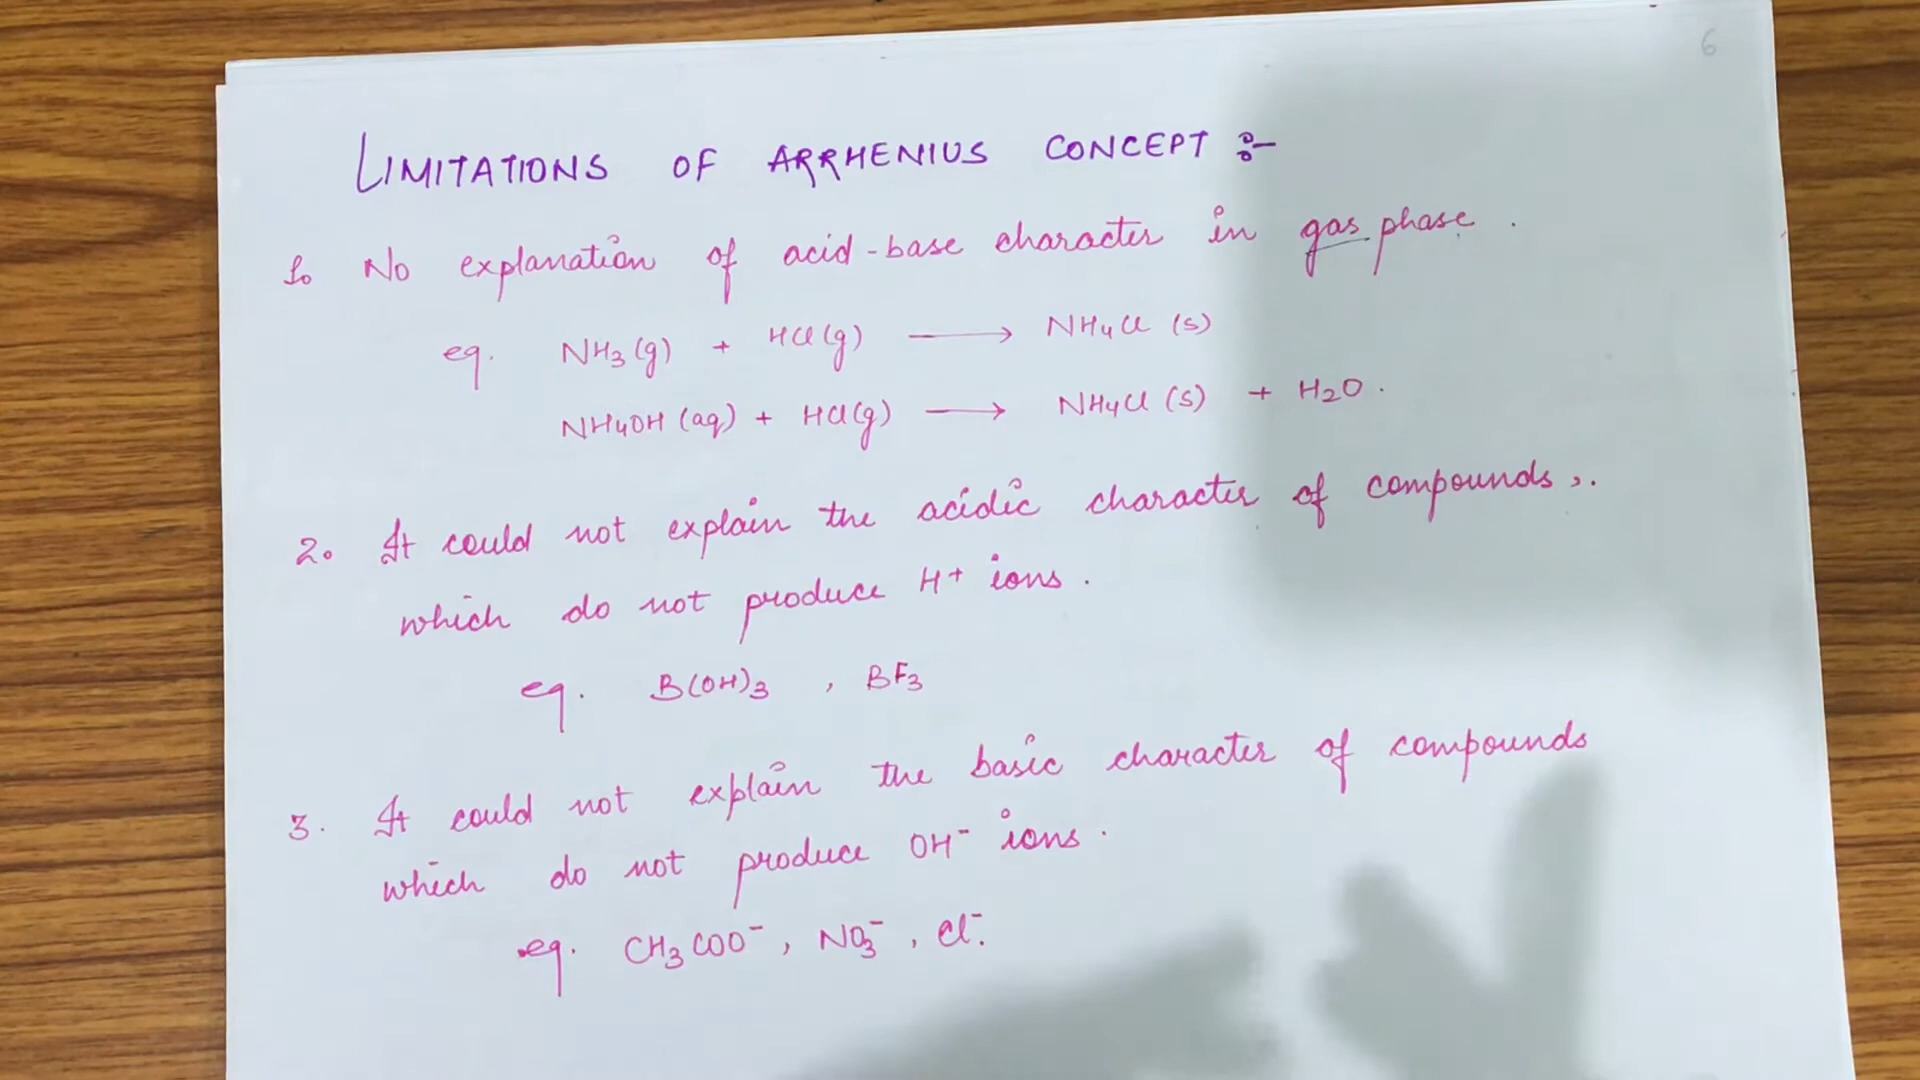 6
LIMITATIONS OF ARRHENIUS CONCEPT :-
1. No explanation of acid-base character in gas phase.
eg. NH3(g) + HCl(g) ⟶ NH4Cl (s)
NH4OH (aq) + HCl(g) ⟶ NH4Cl (s) + H2O.
2. It could not explain the acidic character of compounds,.
which do not produce H+ ions.
eg. B(OH)3 , BF3
3. It could not explain the basic character of compounds
which do not produce OH- ions.
eg. CH3COO-, NO3-, Cl-.